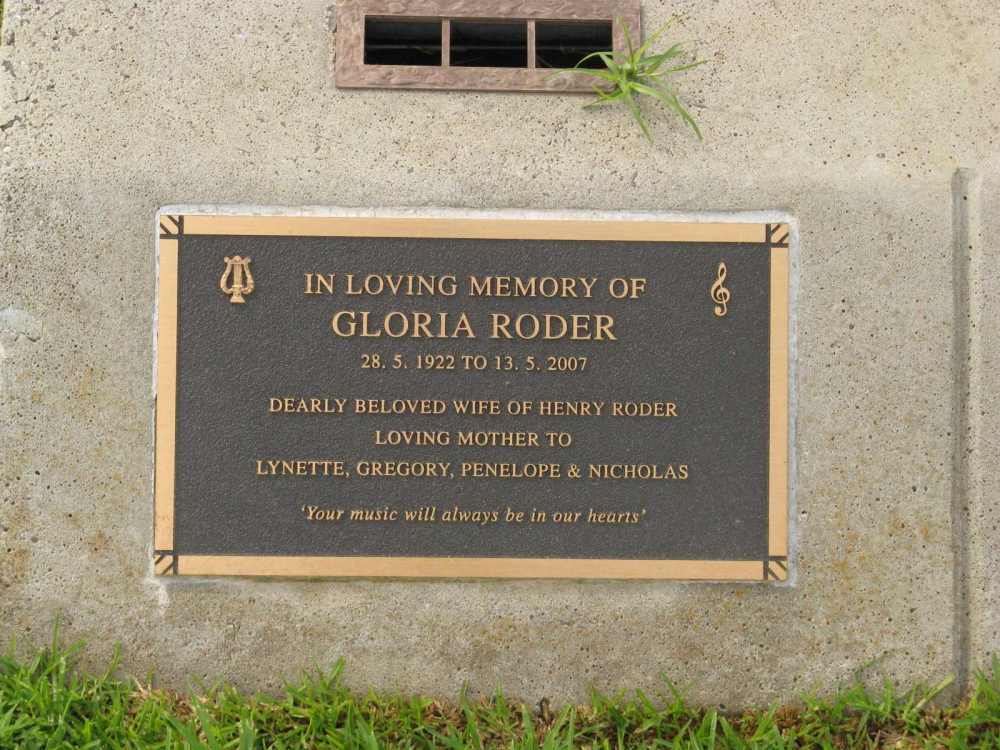 IN LOVING MEMORY OF
GLORIA RODER
28. 5. 1922 TO 13. 5. 2007
DEARLY BELOVED WIFE OF HENRY RODER
LOVING MOTHER TO
LYNETTE, GREGORY, PENELOPE & NICHOLAS
'Your music will always be in our hearts'